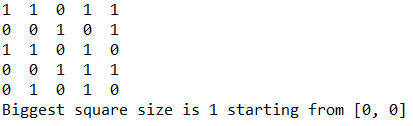 1 1 0 1 1
0 0 1 0 1
1 1 0 1 0
0 0 1 1 1
0 1 0 1 0
Biggest square size is 1 starting from [0, 0]